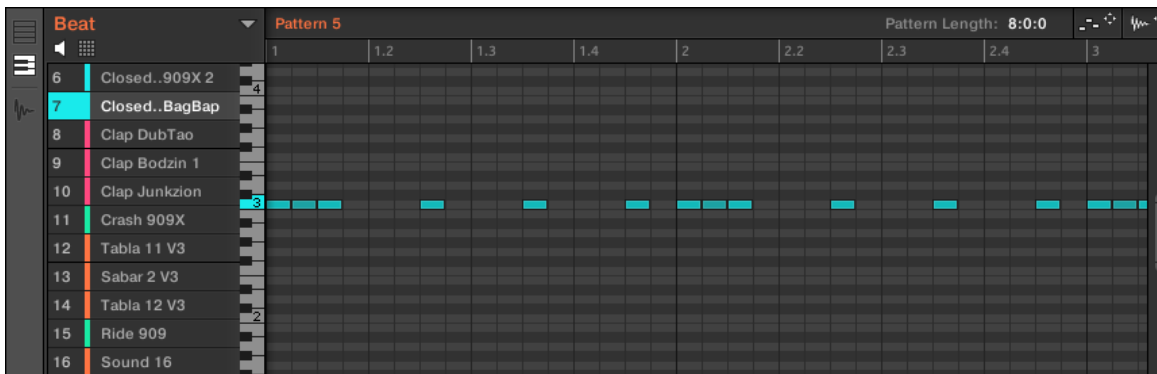 Beat
Pattern 5
Pattern Length: 8:0:0
1 1.2 1.3 1.4 2 2.2 2.3 2.4 3
6 Closed..909X 2
4
7 Closed..BagBap
8 Clap DubTao
9 Clap Bodzin 1
10 Clap Junkzion
3
11 Crash 909X
12 Tabla 11 V3
13 Sabar 2 V3
14 Tabla 12 V3
2
15 Ride 909
16 Sound 16